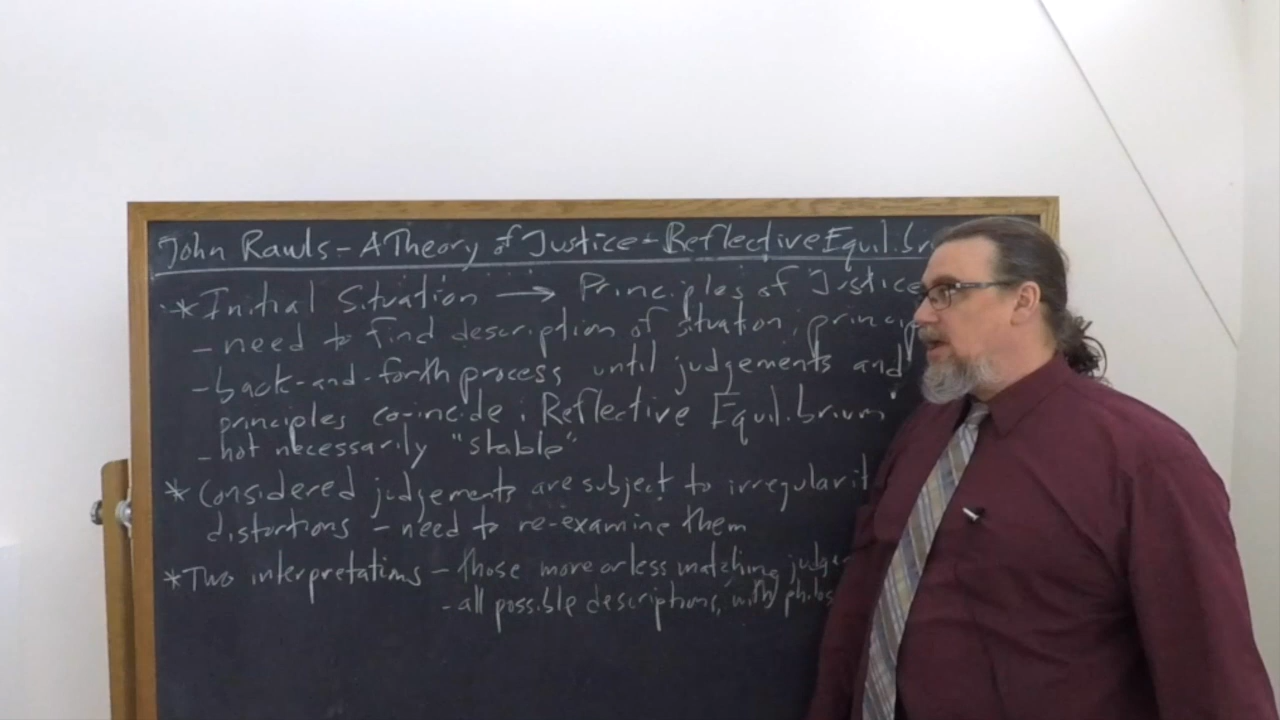 John Rawls - A Theory of Justice - Reflective Equilibriu
* Initial Situation → Principles of Justice
- need to find description of situation, princip
- back-and-forth process until judgements and
principles co-incide : Reflective Equilibrium"
- not necessarily "stable"
* Considered judgements are subject to irregularit
distortions - need to re-examine them
* Two interpretations - those more or less matching judge
- all possible descriptions, with philos